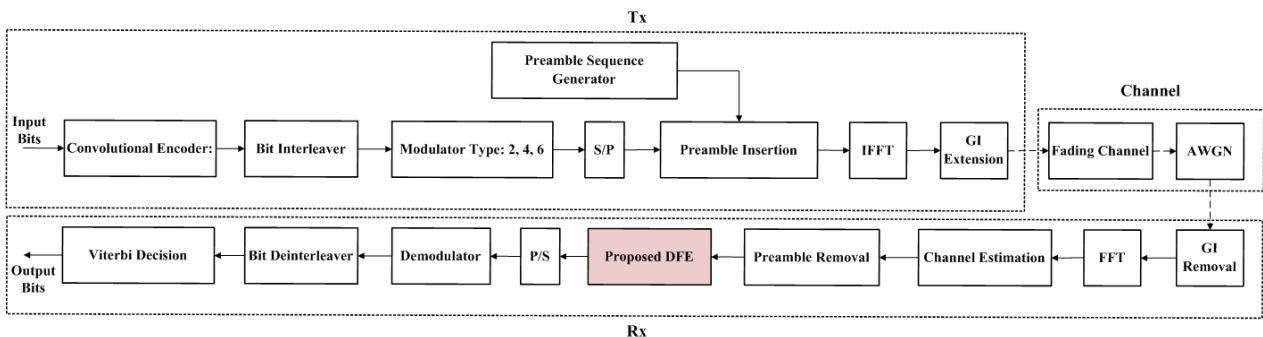 Tx
Preamble Sequence
Generator
Channel
Input
Bits
Convolutional Encoder:
Bit Interleaver
Modulator Type: 2, 4, 6
S/P
Preamble Insertion
IFFT
GI
Extension
Fading Channel
AWGN
Viterbi Decision
Bit Deinterleaver
Demodulator
P/S
Proposed DFE
Preamble Removal
Channel Estimation
FFT
GI
Removal
Output
Bits
Rx